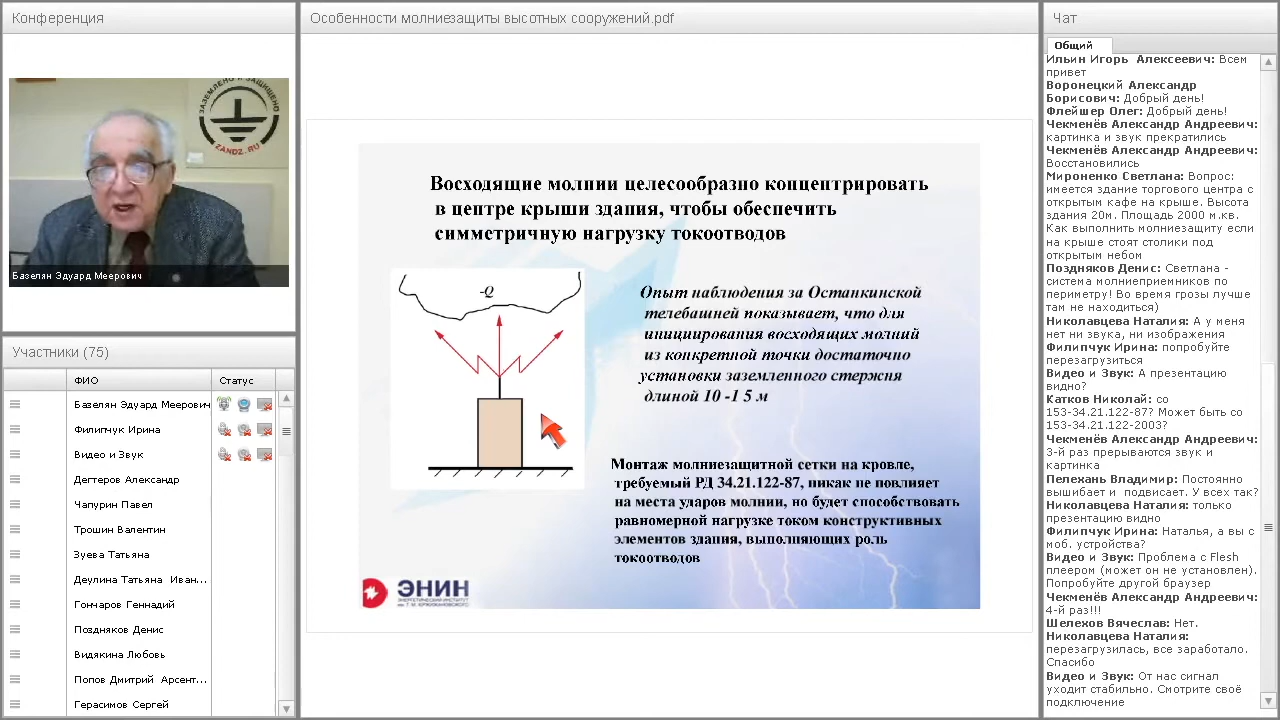 Конференция
ЗАЗЕМЛЕНО И ЗАЩИЩЕНО
ZANDZ.RU
Базелян Эдуард Меерович
Участники (75)
ФИО
Статус
Базелян Эдуард Меерович
Филипчук Ирина
Видео и Звук
Дегтяров Александр
Чапурин Павел
Трошин Валентин
Зуева Татьяна
Деулина Татьяна Иван...
Гончаров Геннадий
Поздняков Денис
Видякина Любовь
Попов Дмитрий Арсент...
Герасимов Сергей
Особенности молниезащиты высотных сооружений.pdf
Восходящие молнии целесообразно концентрировать
в центре крыши здания, чтобы обеспечить
симметричную нагрузку токоотводов
-Q
Опыт наблюдения за Останкинской
телебашней показывает, что для
инициирования восходящих молний
из конкретной точки достаточно
установки заземленного стержня
длиной 10 -1 5 м
Монтаж молниезащитной сетки на кровле,
требуемый РД 34.21.122-87, никак не повлияет
на места ударов молнии, но будет способствовать
равномерной нагрузке током конструктивных
элементов здания, выполняющих роль
токоотводов
ЭНИН
ЭНЕРГЕТИЧЕСКИЙ ИНСТИТУТ
им. Г. М. КРЖИЖАНОВСКОГО
Чат
Общий
Ильин Игорь Алексеевич: Всем
привет
Воронецкий Александр
Борисович: Добрый день!
Флейшер Олег: Добрый день!
Чекменёв Александр Андреевич:
картинка и звук прекратились
Чекменёв Александр Андреевич:
Восстановились
Мироненко Светлана: Вопрос:
имеется здание торгового центра с
открытым кафе на крыше. Высота
здания 20м. Площадь 2000 м.кв.
Как выполнить молниезащиту если
на крыше стоят столики под
открытым небом
Поздняков Денис: Светлана -
система молниеприемников по
периметру! Во время грозы лучше
там не находиться)
Николавцева Наталия: А у меня
нет ни звука, ни изображения
Филипчук Ирина: попробуйте
перезагрузиться
Видео и Звук: А презентацию
видно?
Катков Николай: со
153-34.21.122-87? Может быть со
153-34.21.122-2003?
Чекменёв Александр Андреевич:
3-й раз прерываются звук и
картинка
Пелехань Владимир: Постоянно
вышибает и подвисает. У всех так?
Николавцева Наталия: только
презентацию видно
Филипчук Ирина: Наталья, а вы с
моб. устройства?
Видео и Звук: Проблема с Flesh
плеером (может он не установлен).
Попробуйте другой браузер
Чекменёв Александр Андреевич:
4-й раз!!!
Шелехов Вячеслав: Нет.
Николавцева Наталия:
перезагрузилась, все заработало.
Спасибо
Видео и Звук: От нас сигнал
уходит стабильно. Смотрите своё
подключение